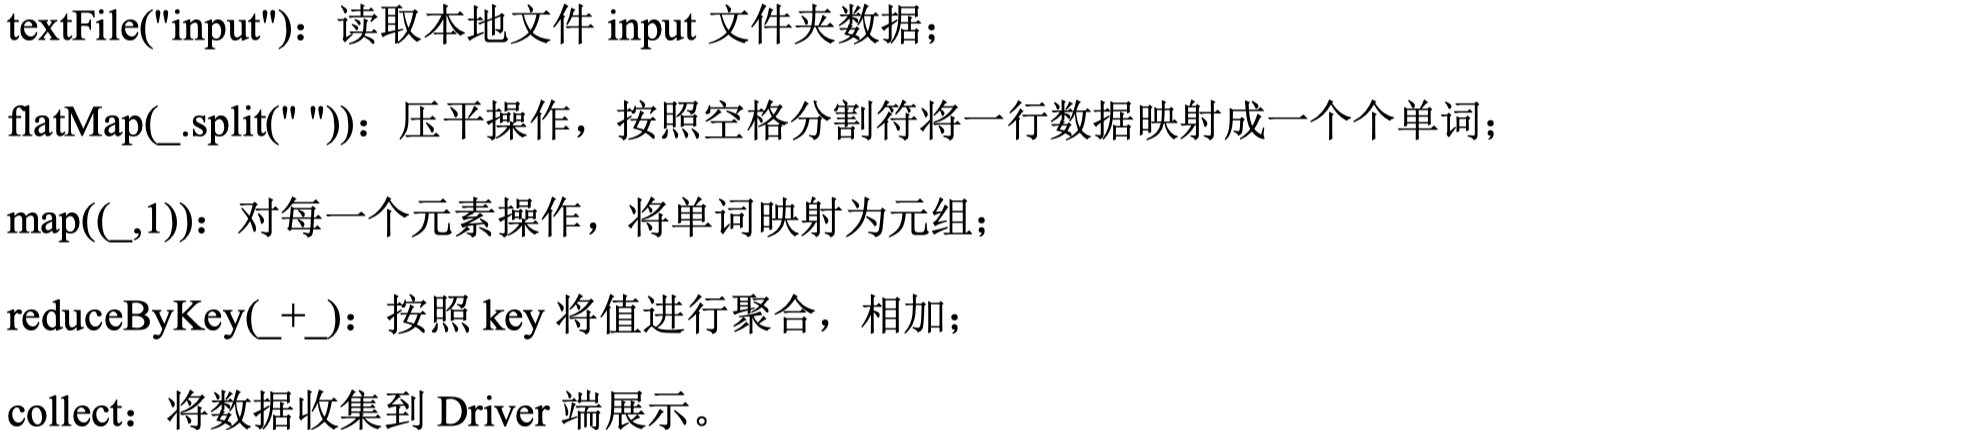 textFile("input")：读取本地文件 input 文件夹数据；
flatMap(_.split(" "))：压平操作，按照空格分割符将一行数据映射成一个个单词；
map((_,1))：对每一个元素操作，将单词映射为元组；
reduceByKey(_+_)：按照 key 将值进行聚合，相加；
collect：将数据收集到 Driver 端展示。